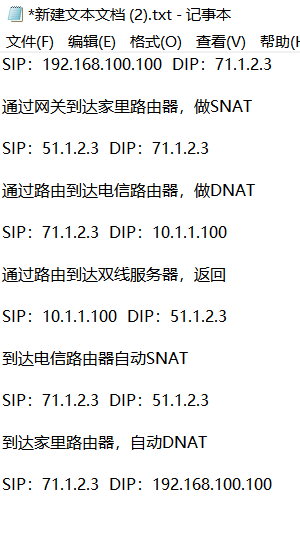 *新建文本文档 (2).txt - 记事本
文件(F) 编辑(E) 格式(O) 查看(V) 帮助(H
SIP：192.168.100.100 DIP：71.1.2.3
通过网关到达家里路由器，做SNAT
SIP：51.1.2.3 DIP：71.1.2.3
通过路由到达电信路由器，做DNAT
SIP：71.1.2.3 DIP：10.1.1.100
通过路由到达双线服务器，返回
SIP：10.1.1.100 DIP：51.1.2.3
到达电信路由器自动SNAT
SIP：71.1.2.3 DIP：51.1.2.3
到达家里路由器，自动DNAT
SIP：71.1.2.3 DIP：192.168.100.100